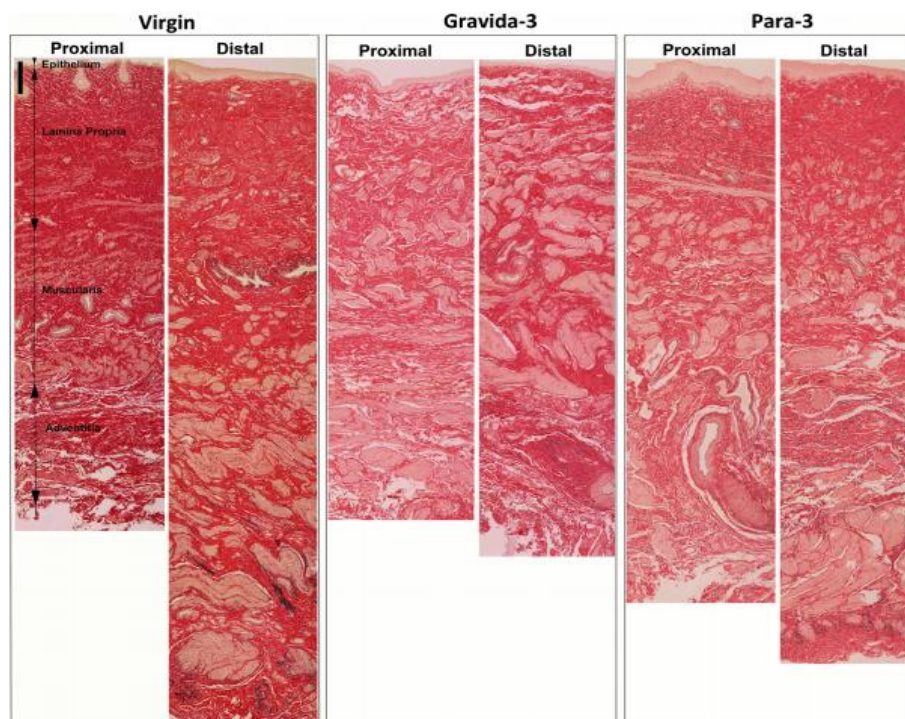 Virgin Gravida-3 Para-3
Proximal Distal Proximal Distal Proximal Distal
Epithelium
Lamina Propria
Muscularis
Adventitia